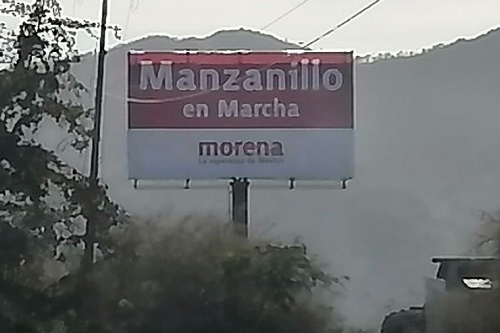 Manzanillo
en Marcha
morena
La esperanza de México